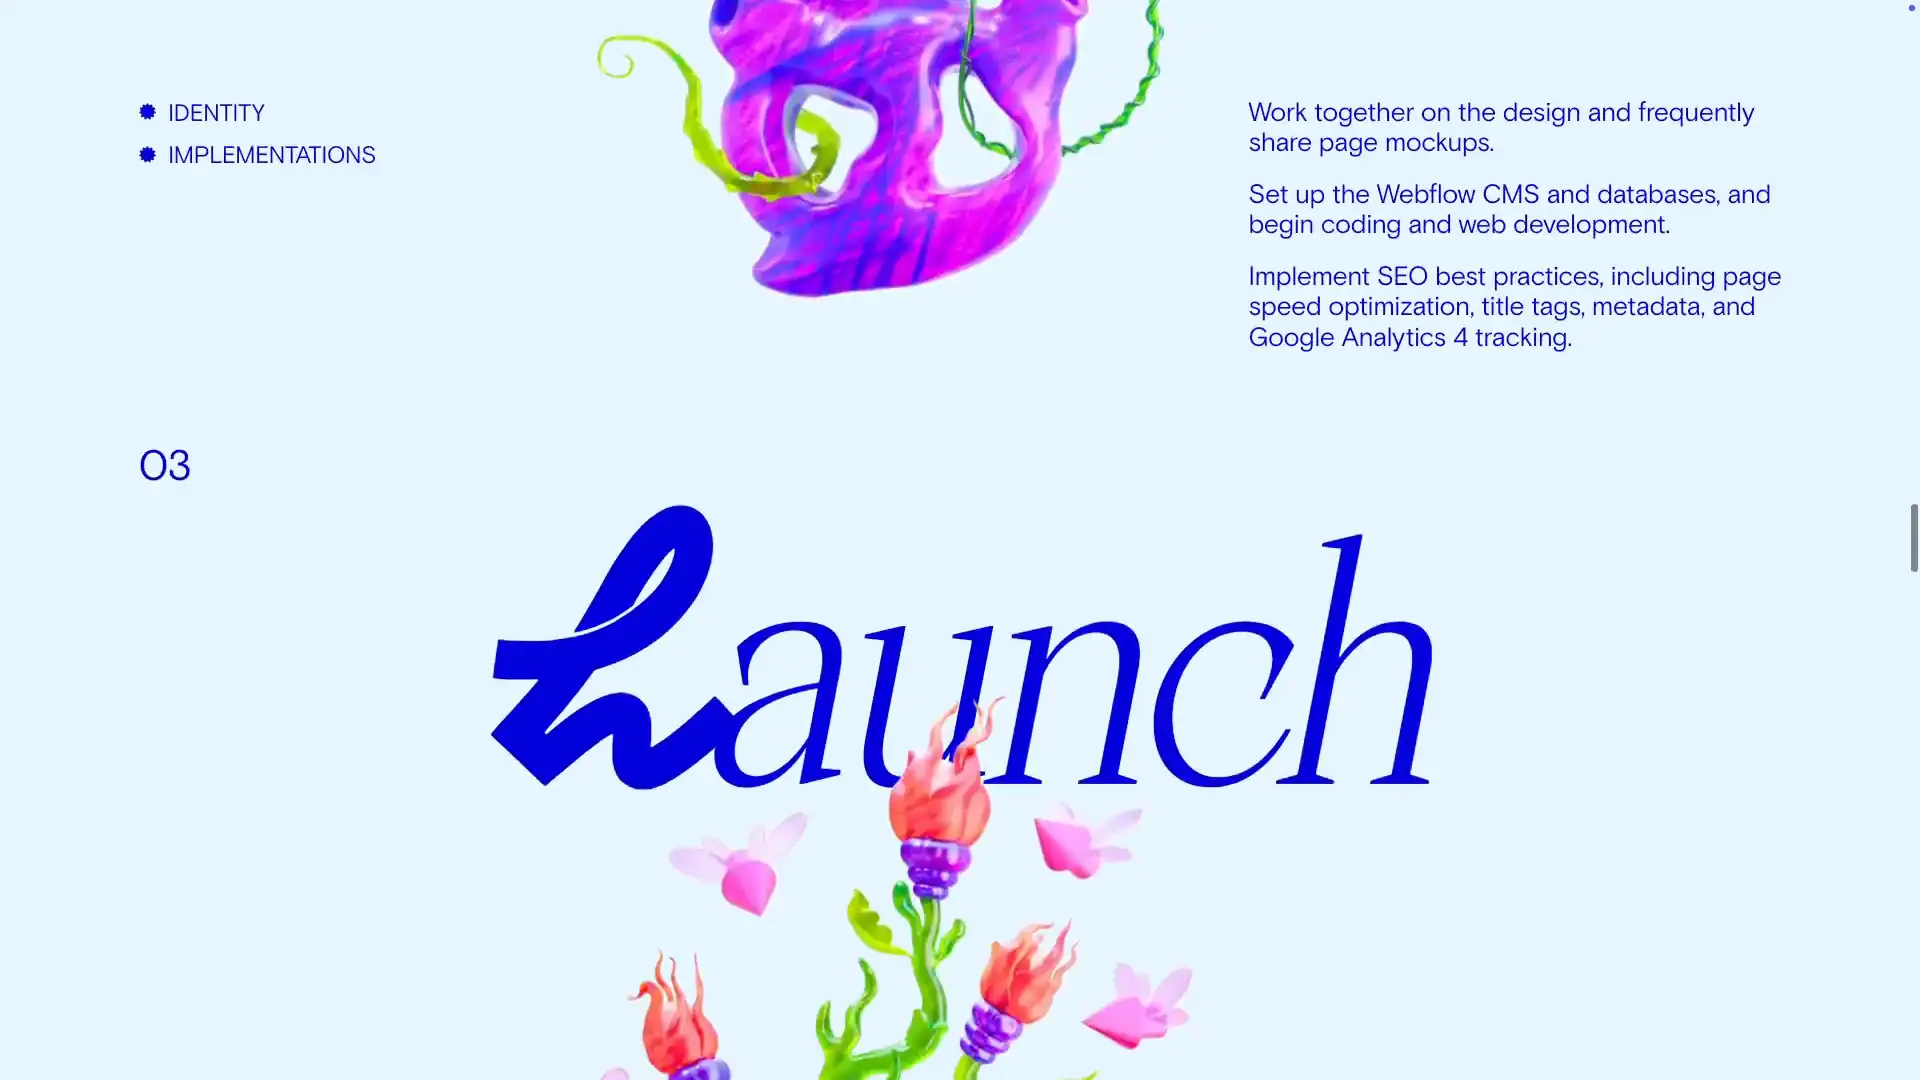 IDENTITY
IMPLEMENTATIONS
Work together on the design and frequently
share page mockups.
Set up the Webflow CMS and databases, and
begin coding and web development.
Implement SEO best practices, including page
speed optimization, title tags, metadata, and
Google Analytics 4 tracking.
03
Launch